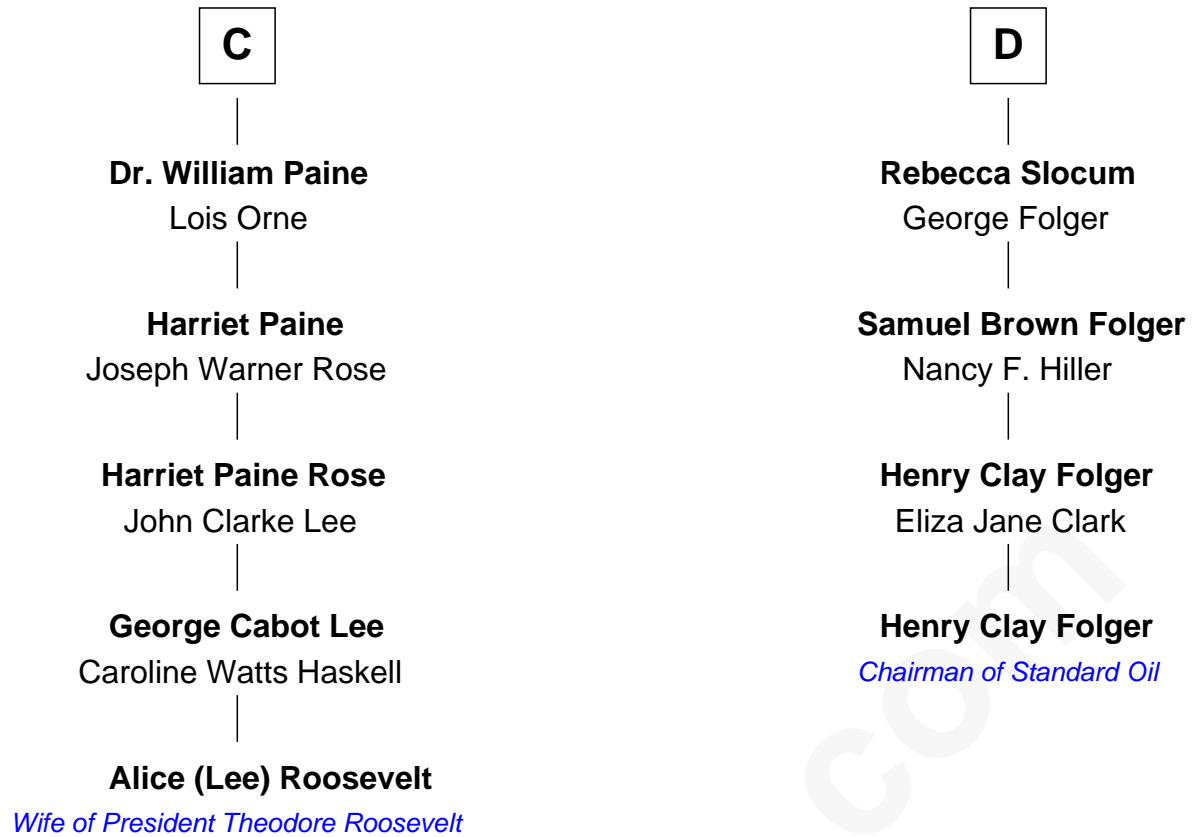 C
Dr. William Paine
Lois Orne
Harriet Paine
Joseph Warner Rose
Harriet Paine Rose
John Clarke Lee
George Cabot Lee
Caroline Watts Haskell
Alice (Lee) Roosevelt
Wife of President Theodore Roosevelt
D
Rebecca Slocum
George Folger
Samuel Brown Folger
Nancy F. Hiller
Henry Clay Folger
Eliza Jane Clark
Henry Clay Folger
Chairman of Standard Oil
com